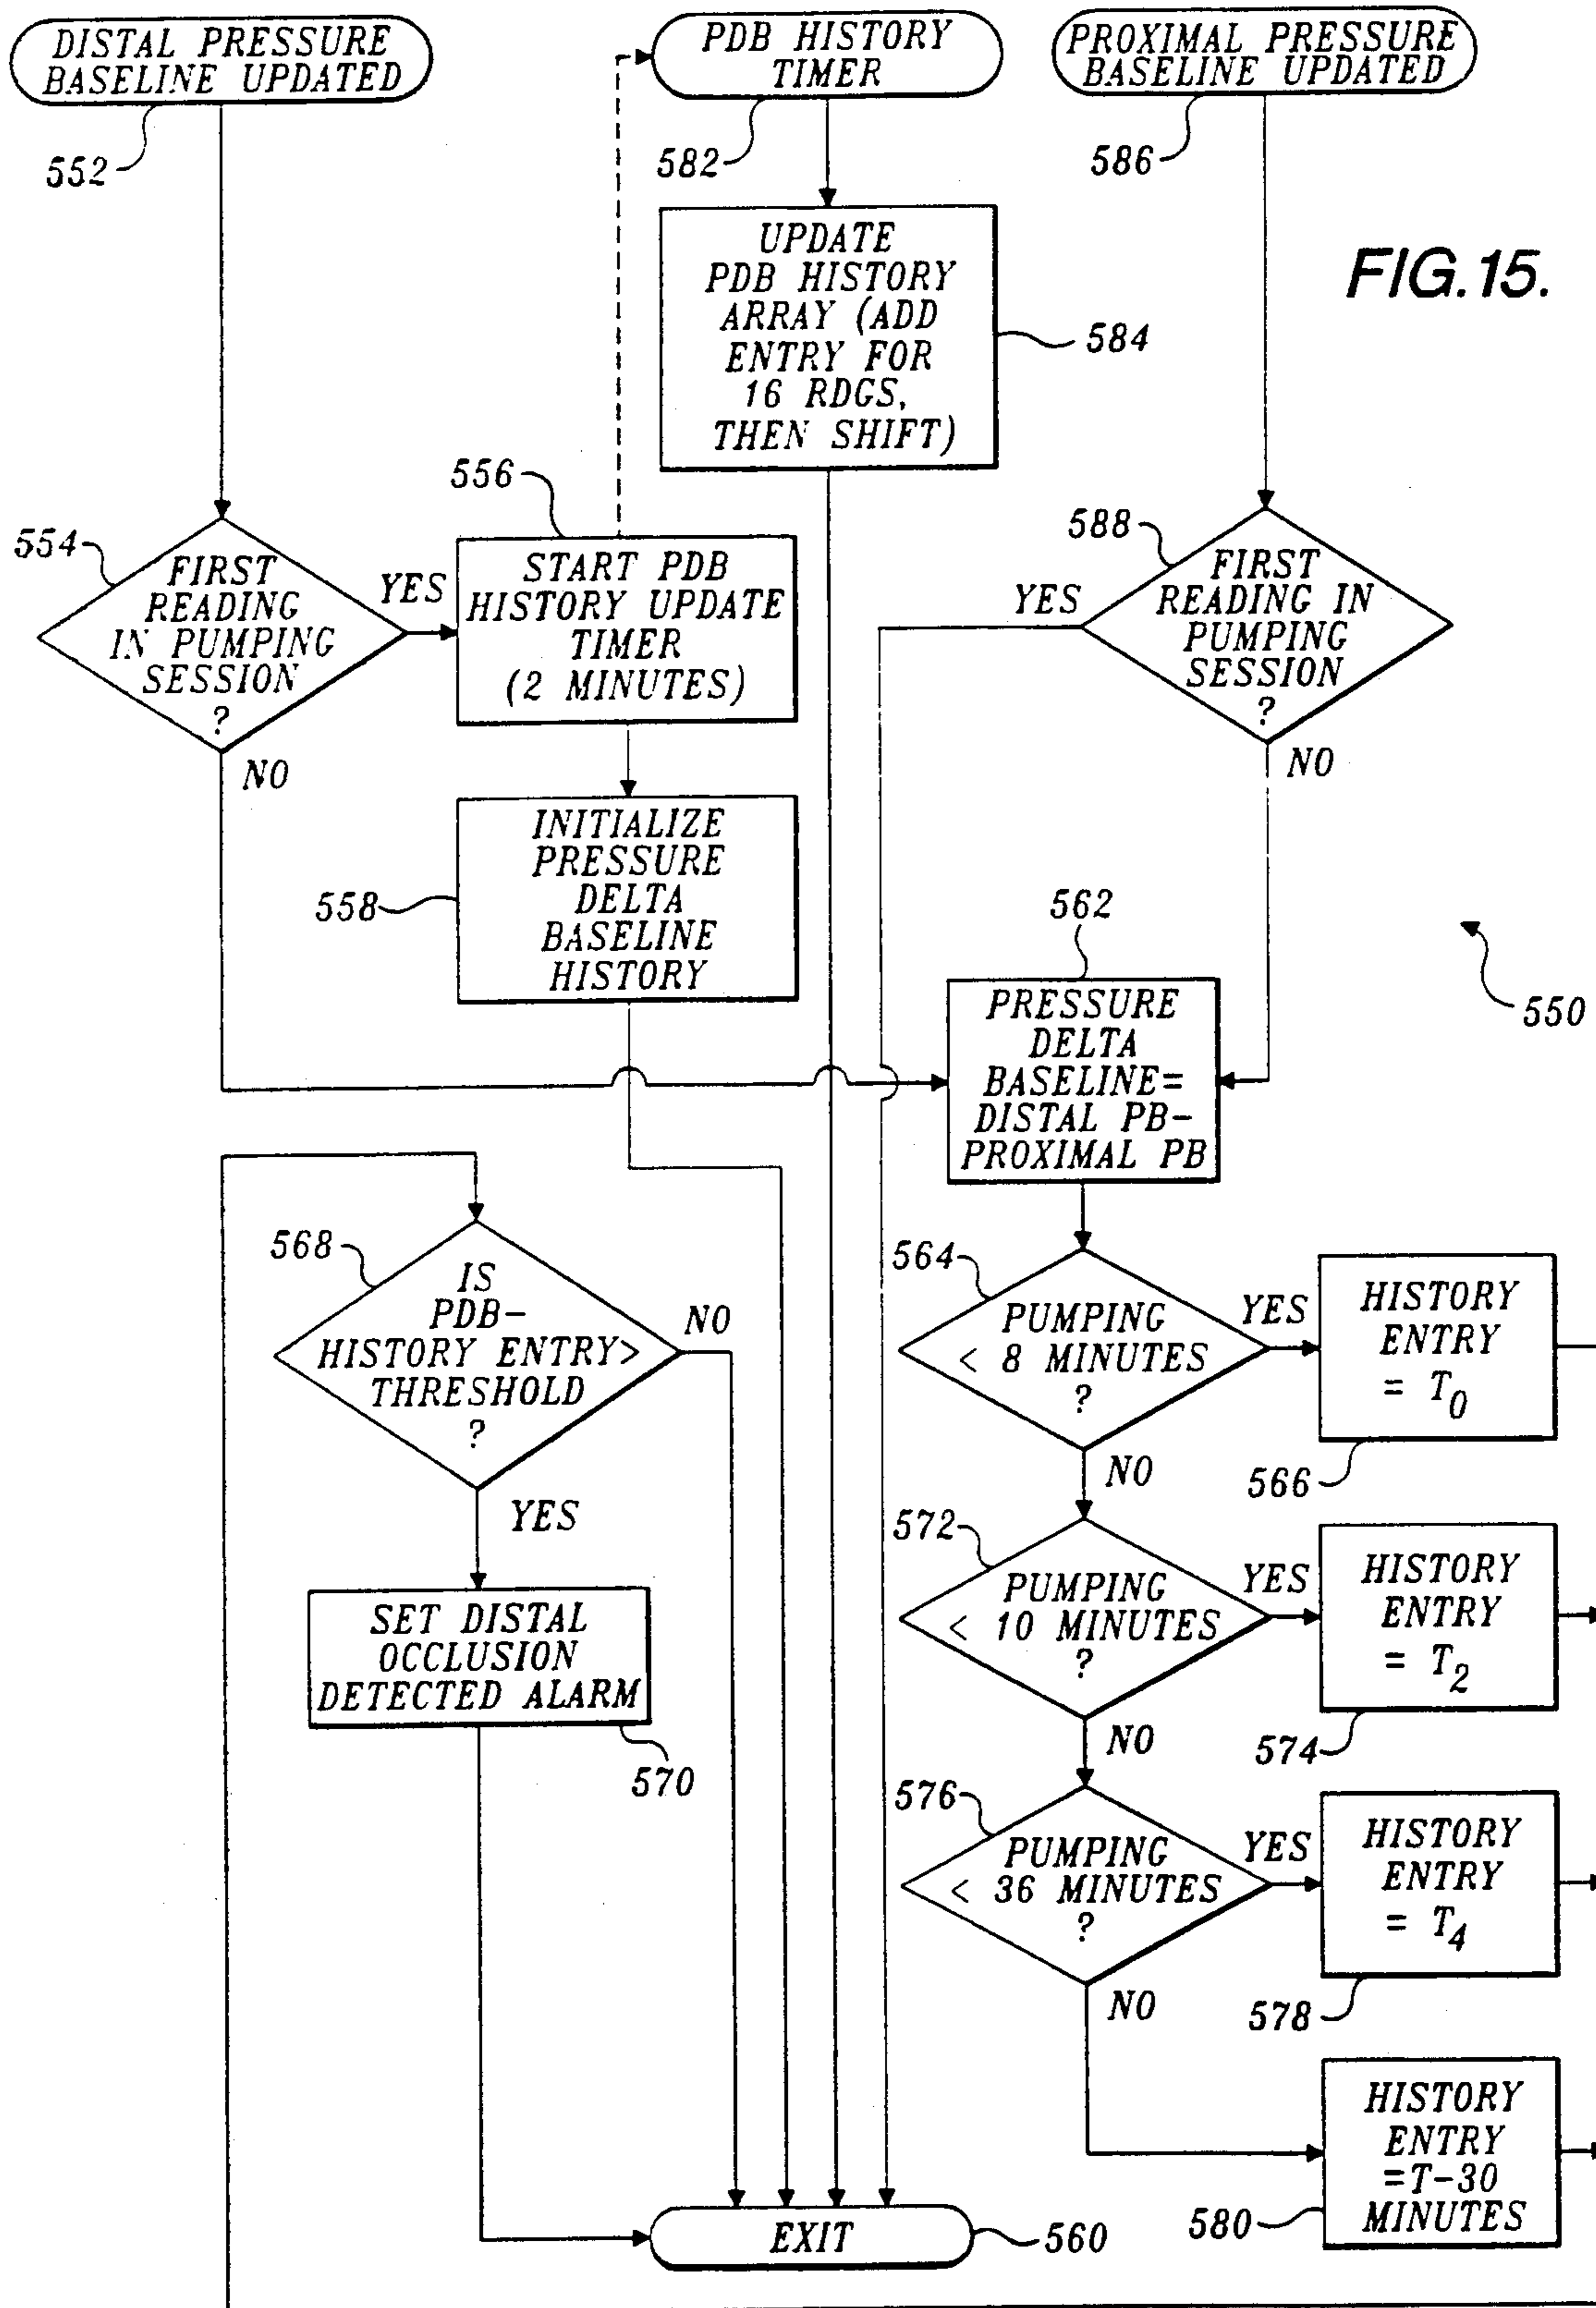 DISTAL PRESSURE
BASELINE UPDATED
552
PDB HISTORY
TIMER
582
PROXIMAL PRESSURE
BASELINE UPDATED
586
UPDATE
PDB HISTORY
ARRAY (ADD
ENTRY FOR
16 RDGS,
THEN SHIFT)
584
FIG. 15.
554
FIRST
READING
IN PUMPING
SESSION
?
YES
NO
556
START PDB
HISTORY UPDATE
TIMER
(2 MINUTES)
588
FIRST
READING IN
PUMPING
SESSION
?
YES
NO
558
INITIALIZE
PRESSURE
DELTA
BASELINE
HISTORY
562
PRESSURE
DELTA
BASELINE=
DISTAL PB-
PROXIMAL PB
550
568
IS
PDB-
HISTORY ENTRY>
THRESHOLD
?
NO
YES
564
PUMPING
< 8 MINUTES
?
YES
NO
HISTORY
ENTRY
= T0
566
SET DISTAL
OCCLUSION
DETECTED ALARM
570
572
PUMPING
< 10 MINUTES
?
YES
NO
HISTORY
ENTRY
= T2
574
576
PUMPING
< 36 MINUTES
?
YES
NO
HISTORY
ENTRY
= T4
578
HISTORY
ENTRY
=T-30
MINUTES
580
EXIT
560